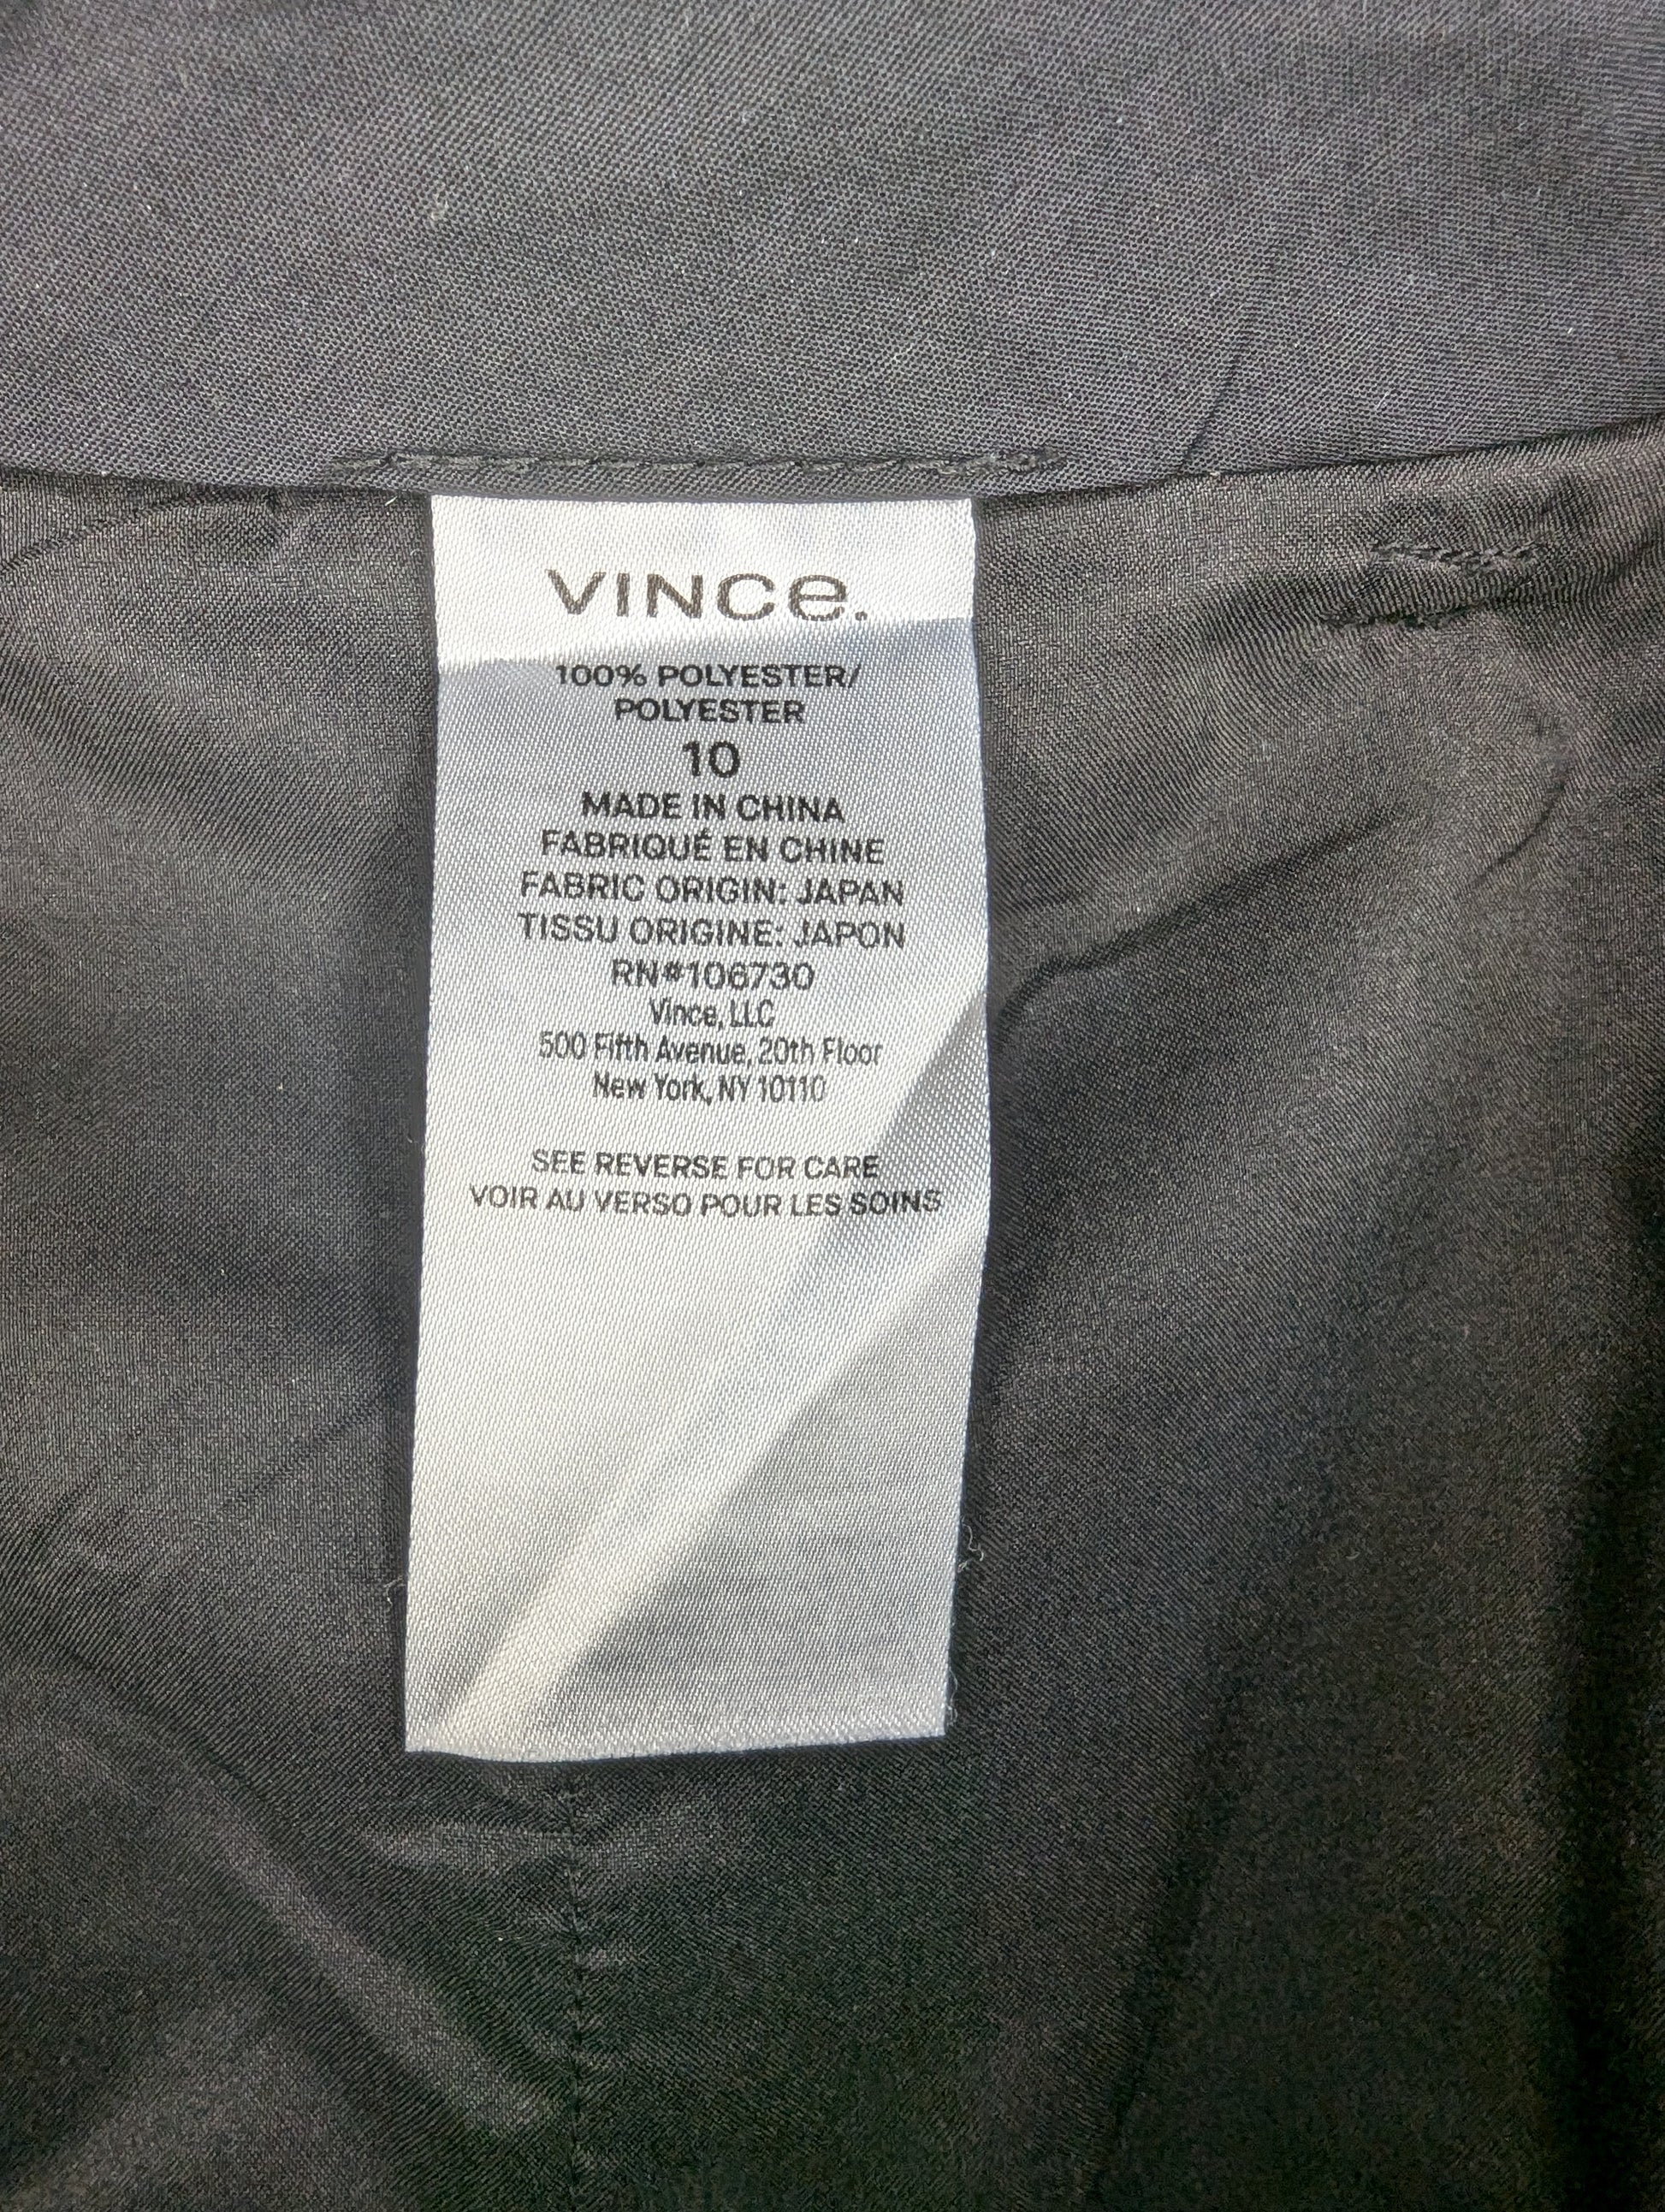 VINCe.
100% POLYESTER/
POLYESTER
10
MADE IN CHINA
FABRIQUÉ EN CHINE
FABRIC ORIGIN: JAPAN
TISSU ORIGINE: JAPON
RN#106730
Vince, LLC
500 Fifth Avenue, 20th Floor
New York, NY 10110
SEE REVERSE FOR CARE
VOIR AU VERSO POUR LES SOINS